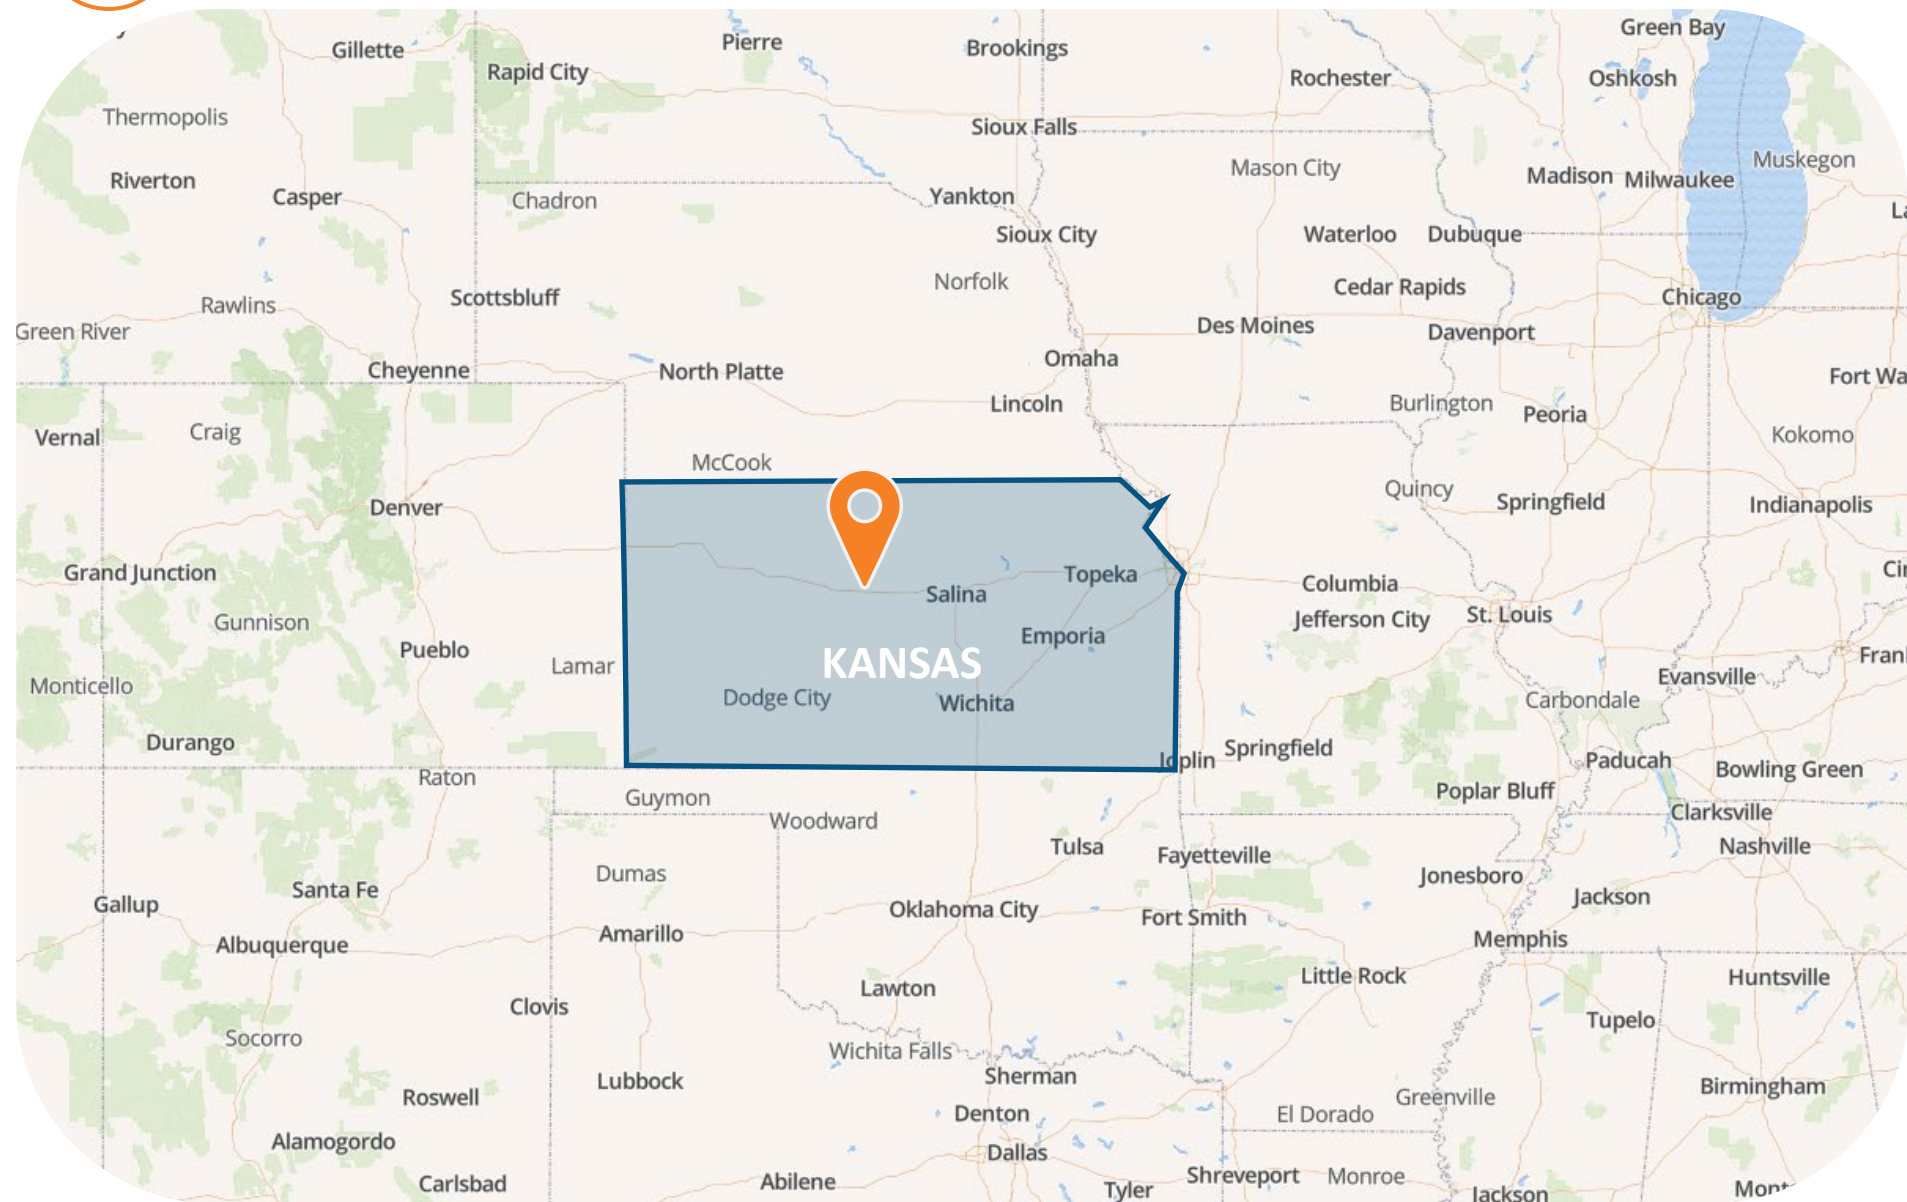 Green Bay
Gillette
Pierre
Brookings
Rapid City
Rochester
Oshkosh
Thermopolis
Sioux Falls
Muskegon
Mason City
Riverton
Madison
Milwaukee
Casper
Chadron
Yankton
Sioux City
Waterloo
Dubuque
Norfolk
Cedar Rapids
Scottsbluff
Chicago
Rawlins
Green River
Des Moines
Davenport
Omaha
Cheyenne
North Platte
Fort Wa
Lincoln
Burlington
Peoria
Vernal
Craig
Kokomo
McCook
Quincy
Springfield
Indianapolis
Denver
Grand Junction
Topeka
Columbia
Cin
Salina
Gunnison
Jefferson City
St. Louis
Emporia
Pueblo
Lamar
KANSAS
Fran
Evansville
Monticello
Dodge City
Wichita
Carbondale
Durango
Joplin
Springfield
Paducah
Bowling Green
Raton
Guymon
Poplar Bluff
Woodward
Clarksville
Tulsa
Fayetteville
Nashville
Dumas
Jonesboro
Santa Fe
Jackson
Gallup
Oklahoma City
Fort Smith
Albuquerque
Amarillo
Memphis
Little Rock
Huntsville
Lawton
Clovis
Tupelo
Socorro
Wichita Falls
Sherman
Lubbock
Birmingham
Roswell
Greenville
Denton
El Dorado
Alamogordo
Dallas
Carlsbad
Abilene
Tyler
Shreveport
Monroe
Jackson
Mont